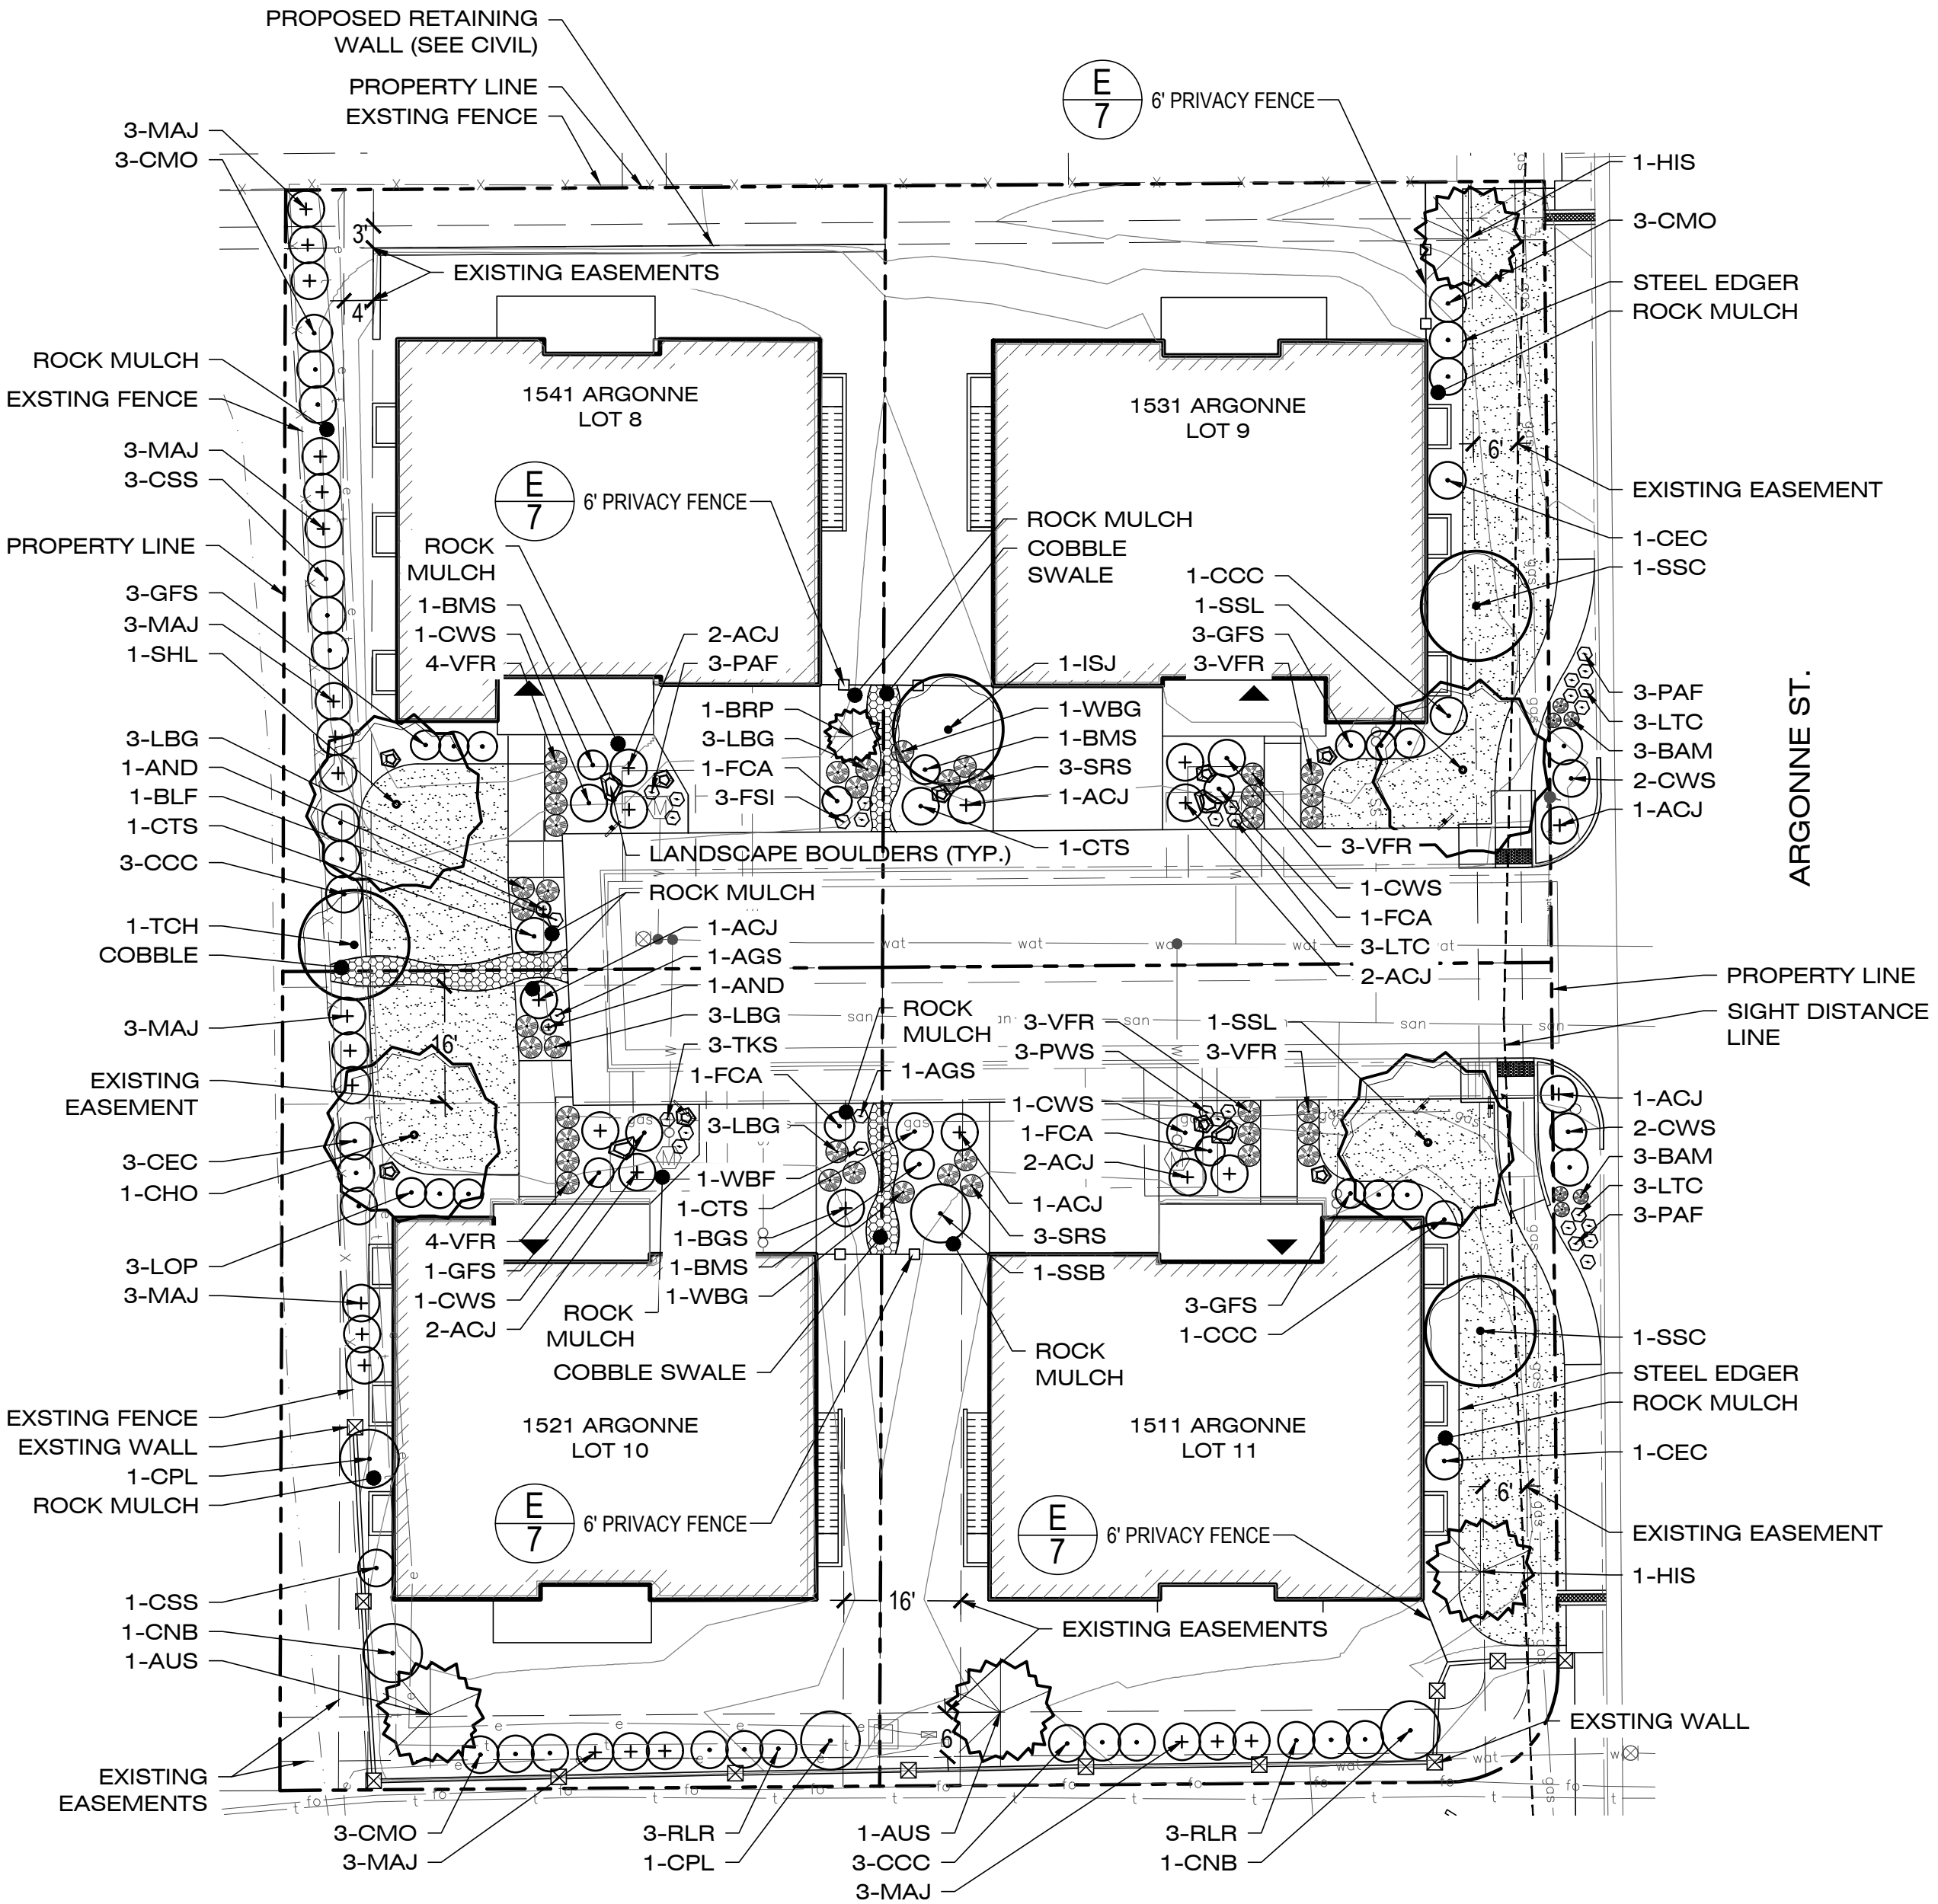 PROPOSED RETAINING
WALL (SEE CIVIL)
PROPERTY LINE
EXSTING FENCE
E
7
6' PRIVACY FENCE
3-MAJ
3-CMO
3'
EXISTING EASEMENTS
4'
ROCK MULCH
EXSTING FENCE
3-MAJ
3-CSS
PROPERTY LINE
3-GFS
3-MAJ
1-SHL
3-LBG
1-AND
1-BLF
1-CTS
3-CCC
1-TCH
COBBLE
3-MAJ
16'
EXISTING
EASEMENT
3-CEC
1-CHO
3-LOP
3-MAJ
EXSTING FENCE
EXSTING WALL
1-CPL
ROCK MULCH
1-CSS
1-CNB
1-AUS
EXISTING
EASEMENTS
1541 ARGONNE
LOT 8
E
7
6' PRIVACY FENCE
ROCK
MULCH
1-BMS
1-CWS
4-VFR
2-ACJ
3-PAF
1531 ARGONNE
LOT 9
ROCK MULCH
COBBLE
SWALE
1-CCC
1-SSL
3-GFS
3-VFR
1-ISJ
1-BRP
3-LBG
1-FCA
3-FSI
1-WBG
1-BMS
3-SRS
1-ACJ
1-CTS
LANDSCAPE BOULDERS (TYP.)
ROCK MULCH
3-VFR
1-CWS
1-FCA
3-LTC
2-ACJ
1-HIS
3-CMO
STEEL EDGER
ROCK MULCH
6'
EXISTING EASEMENT
1-CEC
1-SSC
3-PAF
3-LTC
3-BAM
2-CWS
1-ACJ
ARGONNE ST.
PROPERTY LINE
SIGHT DISTANCE
LINE
wat wat wat wat
san san san san
1-ACJ
1-AGS
1-AND
3-LBG
3-TKS
1-FCA
3-LBG
1-WBF
1-CTS
1-BGS
1-BMS
1-WBG
ROCK
MULCH
1-AGS
3-VFR
3-PWS
1-SSL
3-VFR
1-CWS
1-FCA
2-ACJ
1-ACJ
3-SRS
1-SSB
4-VFR
1-GFS
1-CWS
2-ACJ
ROCK
MULCH
COBBLE SWALE
3-GFS
1-CCC
ROCK
MULCH
1521 ARGONNE
LOT 10
E
7
6' PRIVACY FENCE
1511 ARGONNE
LOT 11
E
7
6' PRIVACY FENCE
1-ACJ
2-CWS
3-BAM
3-LTC
3-PAF
1-SSC
STEEL EDGER
ROCK MULCH
1-CEC
6'
EXISTING EASEMENT
1-HIS
16'
EXISTING EASEMENTS
6'
EXSTING WALL
3-CMO
3-MAJ
3-RLR
1-CPL
1-AUS
3-CCC
3-MAJ
3-RLR
1-CNB